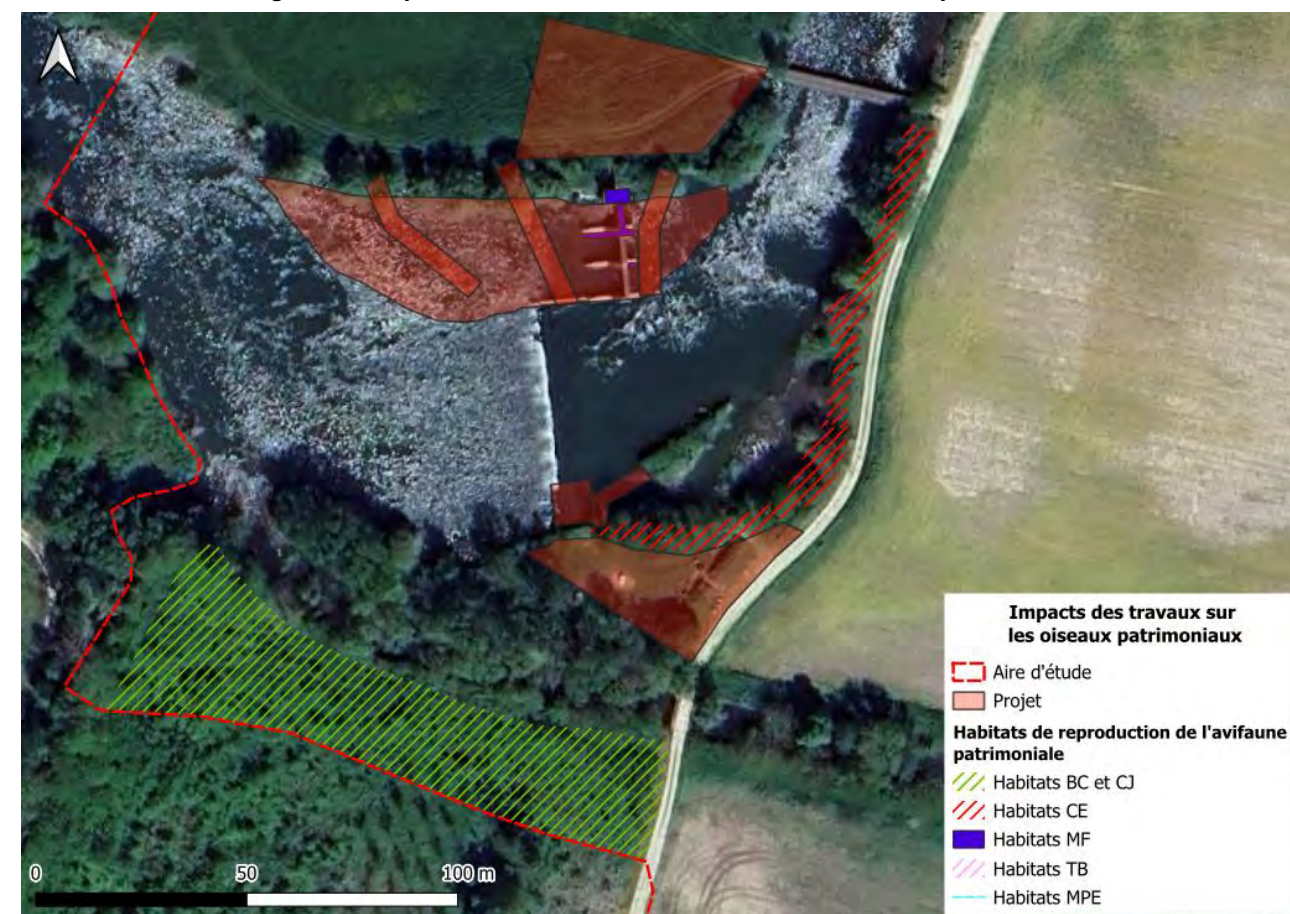 0 50 100 m
Impacts des travaux sur
les oiseaux patrimoniaux
Aire d'étude
Projet
Habitats de reproduction de l'avifaune
patrimoniale
Habitats BC et CJ
Habitats CE
Habitats MF
Habitats TB
Habitats MPE